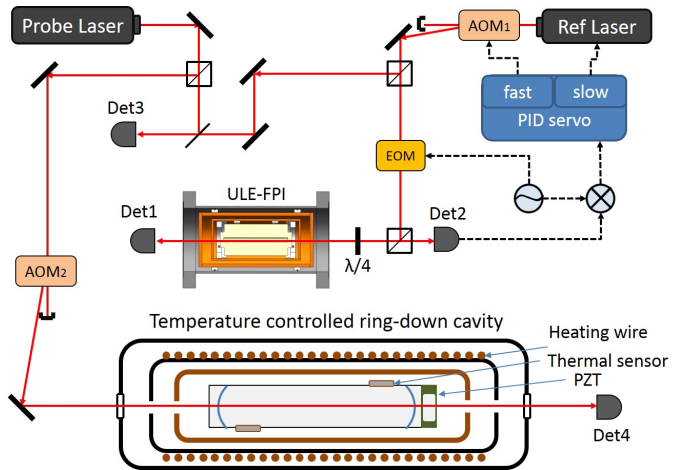 Probe Laser
AOM1
Ref Laser
fast
slow
PID servo
Det3
EOM
ULE-FPI
Det1
Det2
λ/4
AOM2
Temperature controlled ring-down cavity
Heating wire
Thermal sensor
PZT
Det4